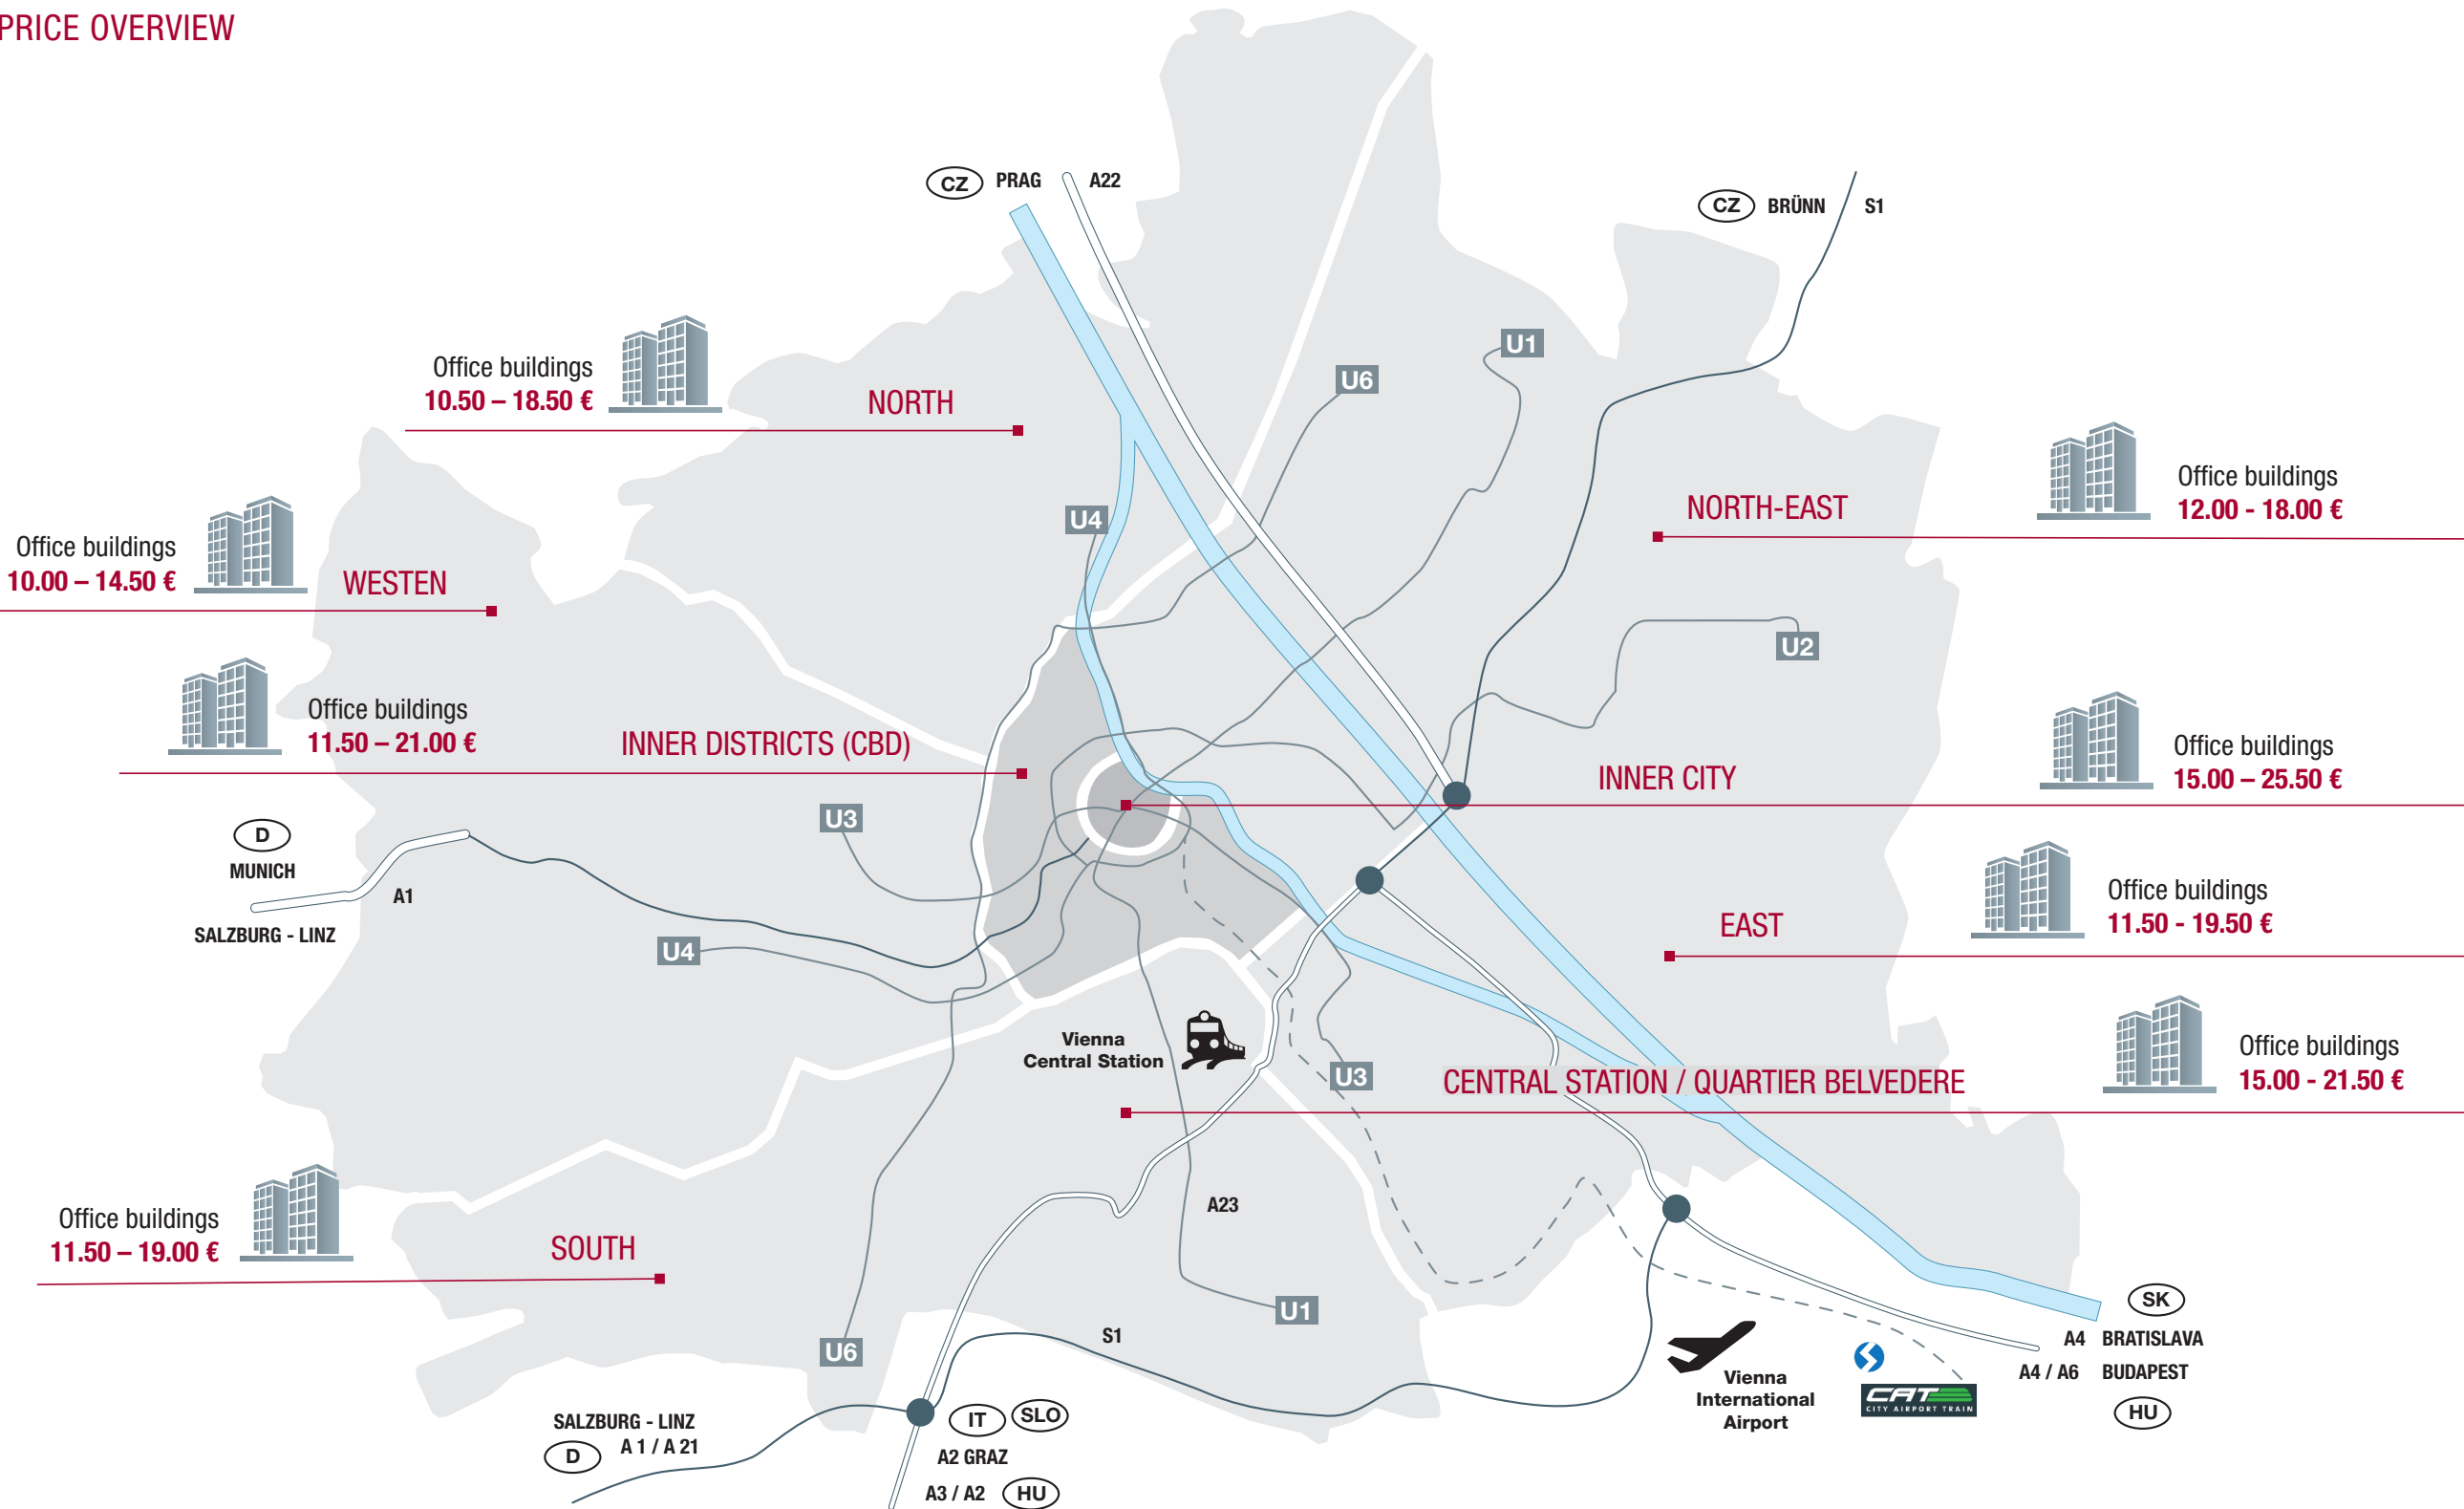 PRICE OVERVIEW
CZ PRAG A22
CZ BRÜNN S1
U1
U6
Office buildings
10.50 – 18.50 €
NORTH
Office buildings
12.00 - 18.00 €
NORTH-EAST
U4
Office buildings
10.00 – 14.50 €
WESTEN
U2
Office buildings
11.50 – 21.00 €
INNER DISTRICTS (CBD)
Office buildings
15.00 – 25.50 €
INNER CITY
U3
D
MUNICH
A1
SALZBURG - LINZ
U4
Office buildings
11.50 - 19.50 €
EAST
Vienna
Central Station
U3
CENTRAL STATION / QUARTIER BELVEDERE
Office buildings
15.00 - 21.50 €
A23
Office buildings
11.50 – 19.00 €
SOUTH
U1
U6
S1
SK
A4 BRATISLAVA
A4 / A6 BUDAPEST
HU
Vienna
International
Airport
CAT
CITY AIRPORT TRAIN
SALZBURG - LINZ
D A 1 / A 21
IT SLO
A2 GRAZ
A3 / A2 HU